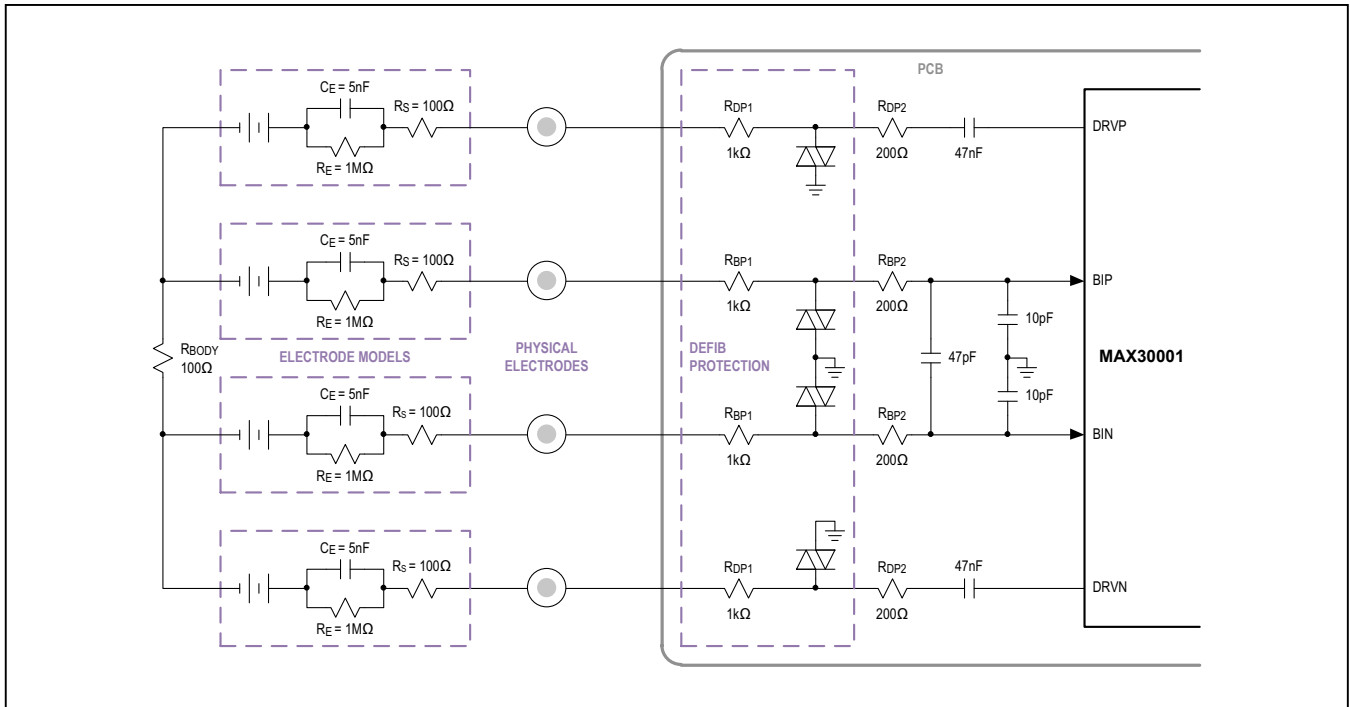 PCB
CE = 5nF
RS = 100Ω
RE = 1MΩ
RDP1
1kΩ
RDP2
200Ω
47nF
DRVP
CE = 5nF
RS = 100Ω
RE = 1MΩ
RBP1
1kΩ
RBP2
200Ω
BIP
10pF
RBODY
100Ω
ELECTRODE MODELS
PHYSICAL
ELECTRODES
DEFIB
PROTECTION
47pF
MAX30001
10pF
CE = 5nF
RS = 100Ω
RE = 1MΩ
RBP1
1kΩ
RBP2
200Ω
BIN
CE = 5nF
RS = 100Ω
RE = 1MΩ
RDP1
1kΩ
RDP2
200Ω
47nF
DRVN